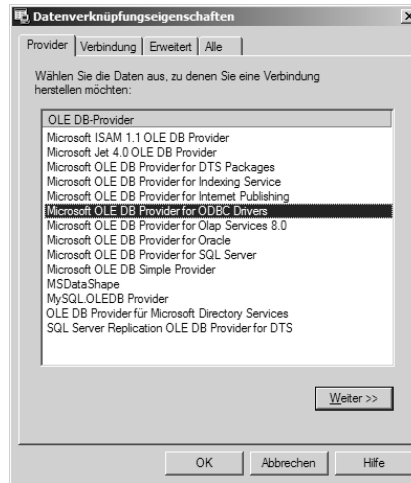 Datenverknüpfungseigenschaften
Provider Verbindung Erweitert Alle
Wählen Sie die Daten aus, zu denen Sie eine Verbindung
herstellen möchten:
OLE DB-Provider
Microsoft ISAM 1.1 OLE DB Provider
Microsoft Jet 4.0 OLE DB Provider
Microsoft OLE DB Provider for DTS Packages
Microsoft OLE DB Provider for Indexing Service
Microsoft OLE DB Provider for Internet Publishing
Microsoft OLE DB Provider for ODBC Drivers
Microsoft OLE DB Provider for Olap Services 8.0
Microsoft OLE DB Provider for Oracle
Microsoft OLE DB Provider for SQL Server
Microsoft OLE DB Simple Provider
MSDataShape
MySQL.OLEDB Provider
OLE DB Provider für Microsoft Directory Services
SQL Server Replication OLE DB Provider for DTS
Weiter >>
OK Abbrechen Hilfe